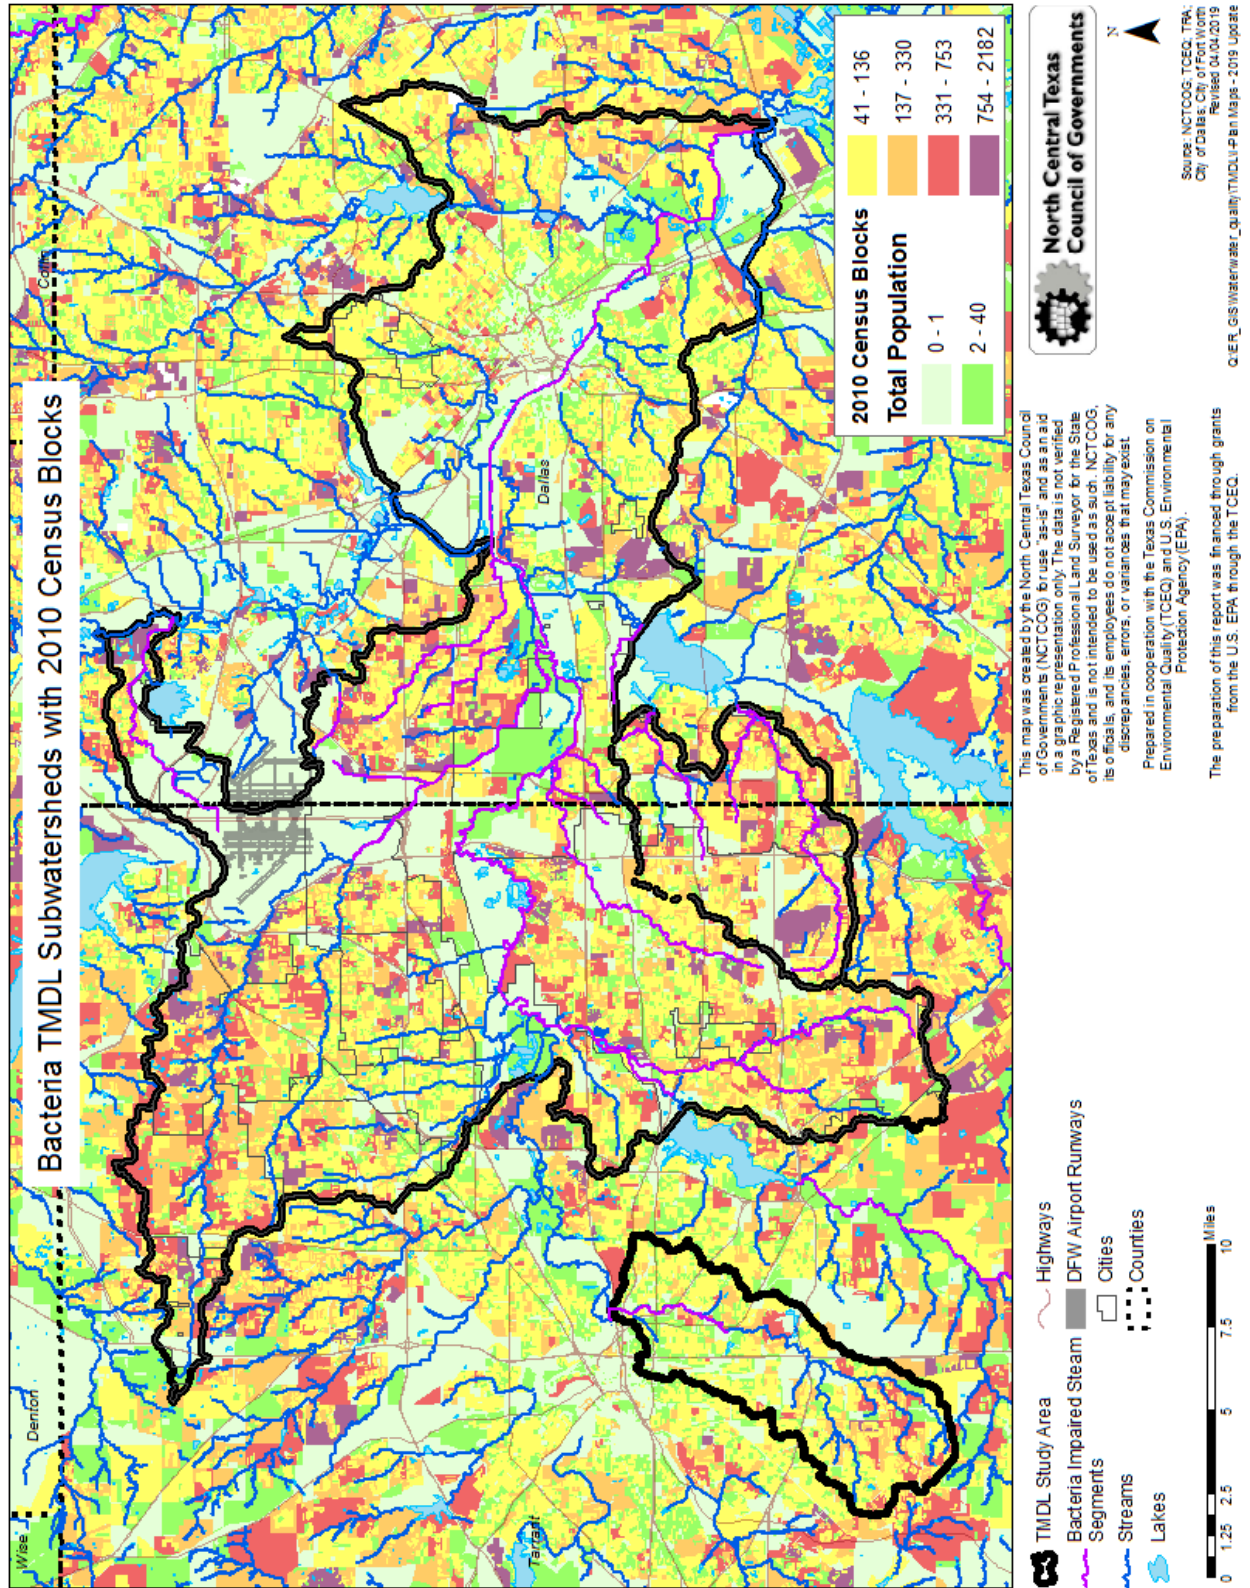 Bacteria TMDL Subwatersheds with 2010 Census Blocks
Wise
Denton
Collin
Tarrant
Dallas
2010 Census Blocks
Total Population
0 - 1
2 - 40
41 - 136
137 - 330
331 - 753
754 - 2182
TMDL Study Area
Bacteria Impaired Steam
Segments
Streams
Lakes
Highways
DFW Airport Runways
Cities
Counties
0 1.25 2.5 5 7.5 10
Miles
This map was created by the North Central Texas Council
of Governments (NCTCOG) for use "as-is" and as an aid
in a graphic representation only. The data is not verified
by a Registered Professional Land Surveyor for the State
of Texas and is not intended to be used as such. NCTCOG,
its officials, and its employees do not accept liability for any
discrepancies, errors, or variances that may exist.
Prepared in cooperation with the Texas Commission on
Environmental Quality (TCEQ) and U.S. Environmental
Protection Agency (EPA).
The preparation of this report was financed through grants
from the U.S. EPA through the TCEQ.
North Central Texas
Council of Governments
N
Source: NCTCOG; TCEQ; TRA;
City of Dallas; City of Fort Worth
Revised 04/04/2019
Q:\ER_GIS\Water\water_quality\TMDL\I-Plan Maps - 2019 Update